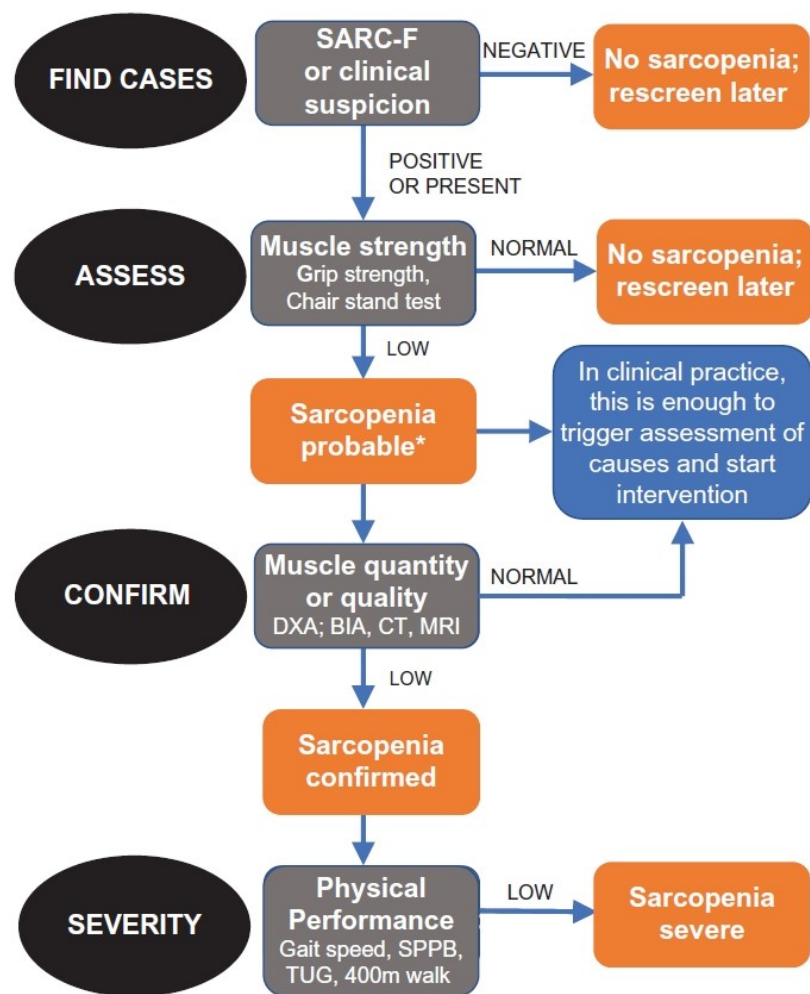 FIND CASES
SARC-F
or clinical
suspicion
NEGATIVE
No sarcopenia;
rescreen later
POSITIVE
OR PRESENT
ASSESS
Muscle strength
Grip strength,
Chair stand test
NORMAL
No sarcopenia;
rescreen later
LOW
Sarcopenia
probable*
In clinical practice,
this is enough to
trigger assessment of
causes and start
intervention
CONFIRM
Muscle quantity
or quality
DXA; BIA, CT, MRI
NORMAL
LOW
Sarcopenia
confirmed
SEVERITY
Physical
Performance
Gait speed, SPPB,
TUG, 400m walk
LOW
Sarcopenia
severe